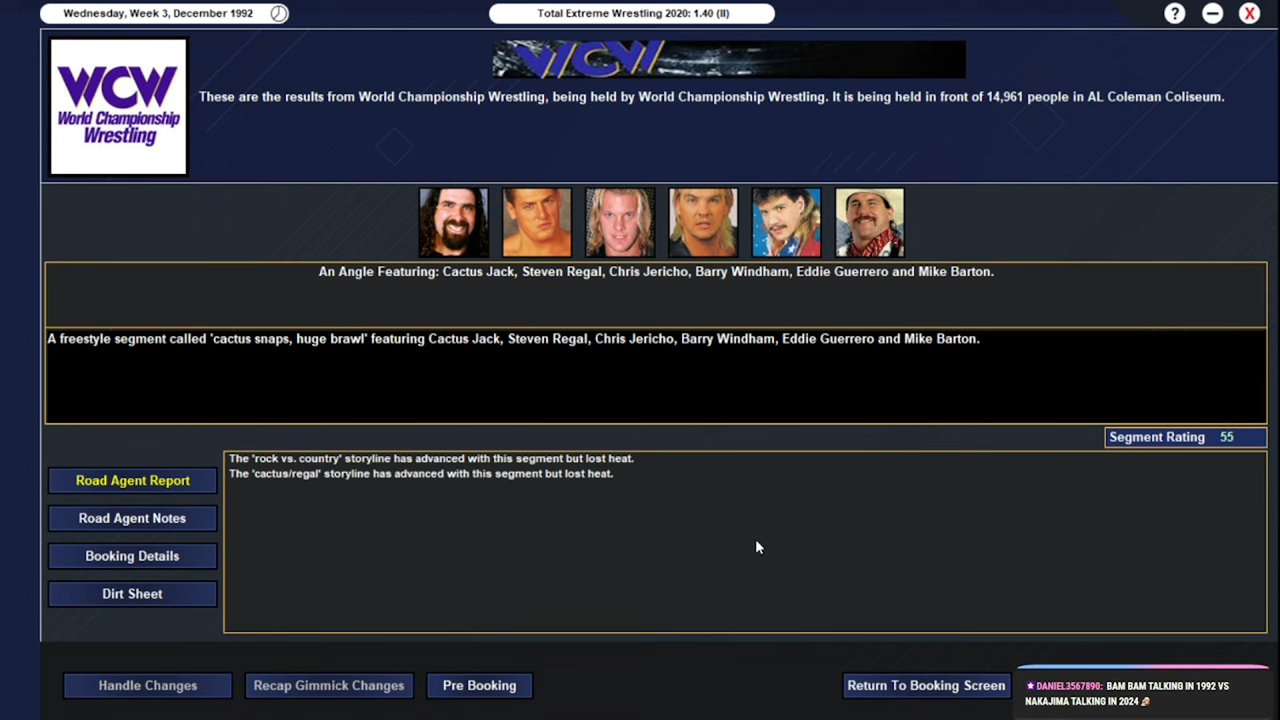 Wednesday, Week 3, December 1992
Total Extreme Wrestling 2020: 1.40 (II)
?
X
WCW
World Championship
Wrestling
WCW
These are the results from World Championship Wrestling, being held by World Championship Wrestling. It is being held in front of 14,961 people in AL Coleman Coliseum.
An Angle Featuring: Cactus Jack, Steven Regal, Chris Jericho, Barry Windham, Eddie Guerrero and Mike Barton.
A freestyle segment called 'cactus snaps, huge brawl' featuring Cactus Jack, Steven Regal, Chris Jericho, Barry Windham, Eddie Guerrero and Mike Barton.
Segment Rating 55
Road Agent Report
Road Agent Notes
Booking Details
Dirt Sheet
The 'rock vs. country' storyline has advanced with this segment but lost heat.
The 'cactus/regal' storyline has advanced with this segment but lost heat.
Handle Changes
Recap Gimmick Changes
Pre Booking
Return To Booking Screen
DANIEL3567890: BAM BAM TALKING IN 1992 VS
NAKAJIMA TALKING IN 2024